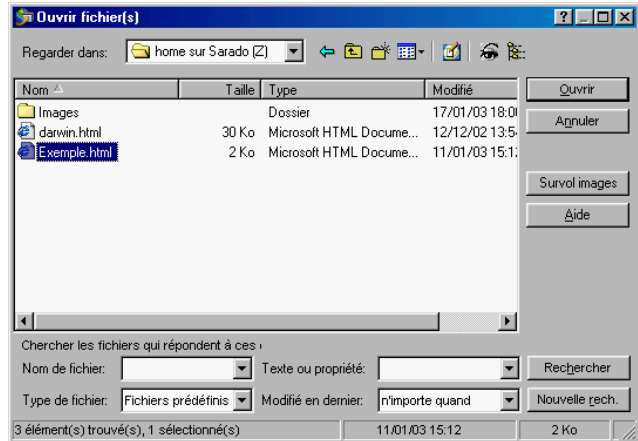 Ouvrir fichier(s)
Regarder dans: home sur Sarado (Z)
Nom Taille Type Modifié
Images Dossier 17/01/03 18:0
darwin.html 30 Ko Microsoft HTML Docume... 12/12/02 13:5
Exemple.html 2 Ko Microsoft HTML Docume... 11/01/03 15:1
Ouvrir
Annuler
Survol images
Aide
Chercher les fichiers qui répondent à ces
Nom de fichier: Texte ou propriété: Rechercher
Type de fichier: Fichiers prédéfinis Modifié en dernier: n'importe quand Nouvelle rech.
3 élément(s) trouvé(s), 1 sélectionné(s) 11/01/03 15:12 2 Ko